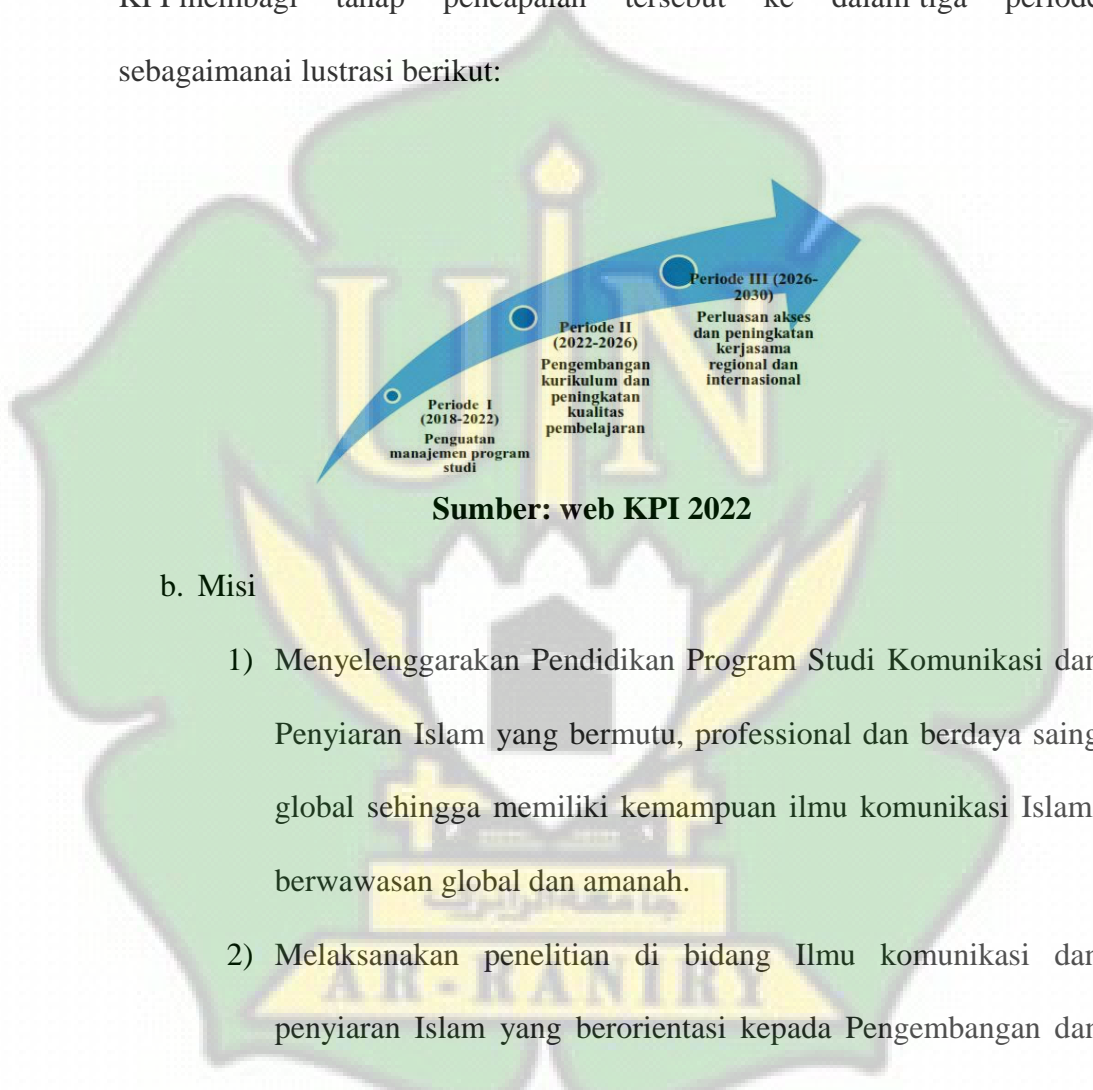 KPI membagi tahap pencapaian tersebut ke dalam tiga periode
sebagaimanai lustrasi berikut:
Periode I
(2018-2022)
Penguatan
manajemen program
studi
Periode II
(2022-2026)
Pengembangan
kurikulum dan
peningkatan
kualitas
pembelajaran
Periode III (2026-
2030)
Perluasan akses
dan peningkatan
kerjasama
regional dan
internasional
Sumber: web KPI 2022
b. Misi
1) Menyelenggarakan Pendidikan Program Studi Komunikasi dan
Penyiaran Islam yang bermutu, professional dan berdaya saing
global sehingga memiliki kemampuan ilmu komunikasi Islam
berwawasan global dan amanah.
2) Melaksanakan penelitian di bidang Ilmu komunikasi dan
penyiaran Islam yang berorientasi kepada Pengembangan dan
UIN
جامعة الرانيري
AR-RANIRY